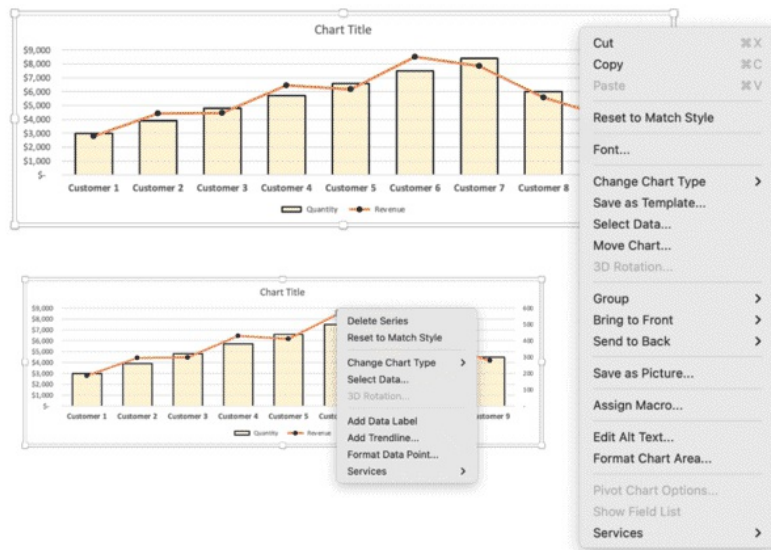 Chart Title
$9,000
$8,000
$7,000
$6,000
$5,000
$4,000
$3,000
$2,000
$1,000
$-
Customer 1 Customer 2 Customer 3 Customer 4 Customer 5 Customer 6 Customer 7 Customer 8
Quantity Revenue
Cut ⌘X
Copy ⌘C
Paste ⌘V
Reset to Match Style
Font...
Change Chart Type >
Save as Template...
Select Data...
Move Chart...
3D Rotation...
Group >
Bring to Front >
Send to Back >
Save as Picture...
Assign Macro...
Edit Alt Text...
Format Chart Area...
Pivot Chart Options...
Show Field List
Services >
Chart Title
$9,000
$8,000
$7,000
$6,000
$5,000
$4,000
$3,000
$2,000
$1,000
$-
600
500
400
300
200
100
-
Customer 1 Customer 2 Customer 3 Customer 4 Customer 5 stomer 9
Quantity Revenue
Delete Series
Reset to Match Style
Change Chart Type >
Select Data...
3D Rotation...
Add Data Label
Add Trendline...
Format Data Point...
Services >